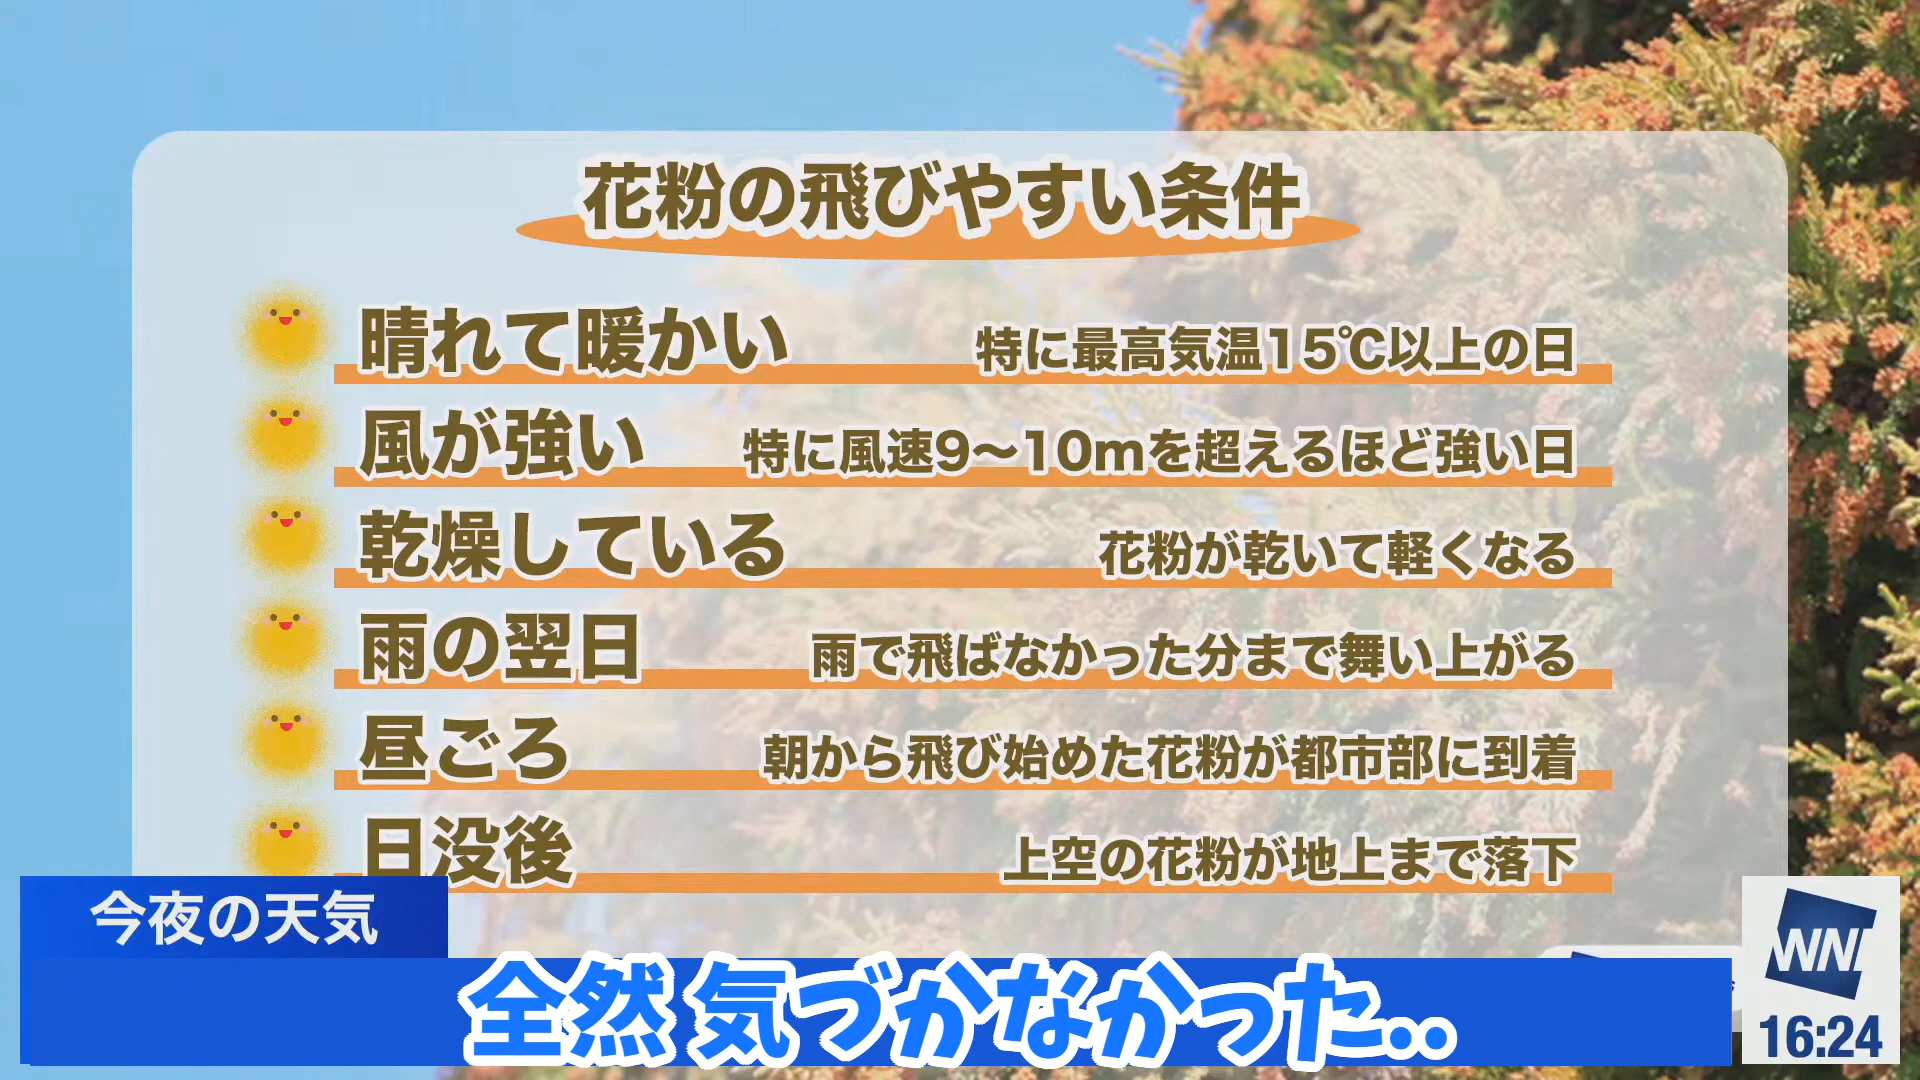 花粉の飛びやすい条件
晴れて暖かい 特に最高気温15℃以上の日
風が強い 特に風速9〜10mを超えるほど強い日
乾燥している 花粉が乾いて軽くなる
雨の翌日 雨で飛ばなかった分まで舞い上がる
昼ごろ 朝から飛び始めた花粉が都市部に到着
日没後 上空の花粉が地上まで落下
今夜の天気
全然 気づかなかった..
WNI
16:24